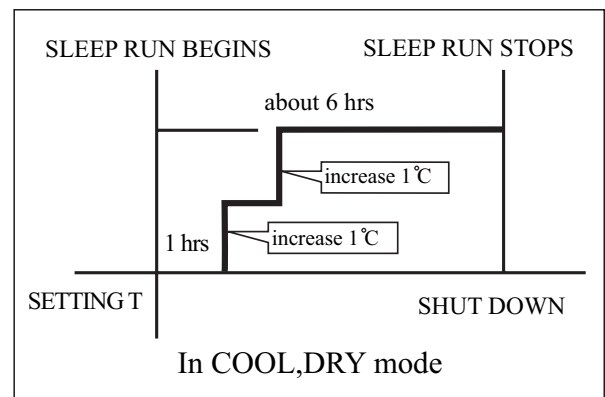 SLEEP RUN BEGINS
SLEEP RUN STOPS
about 6 hrs
increase 1℃
1 hrs
increase 1℃
SETTING T
SHUT DOWN
In COOL,DRY mode